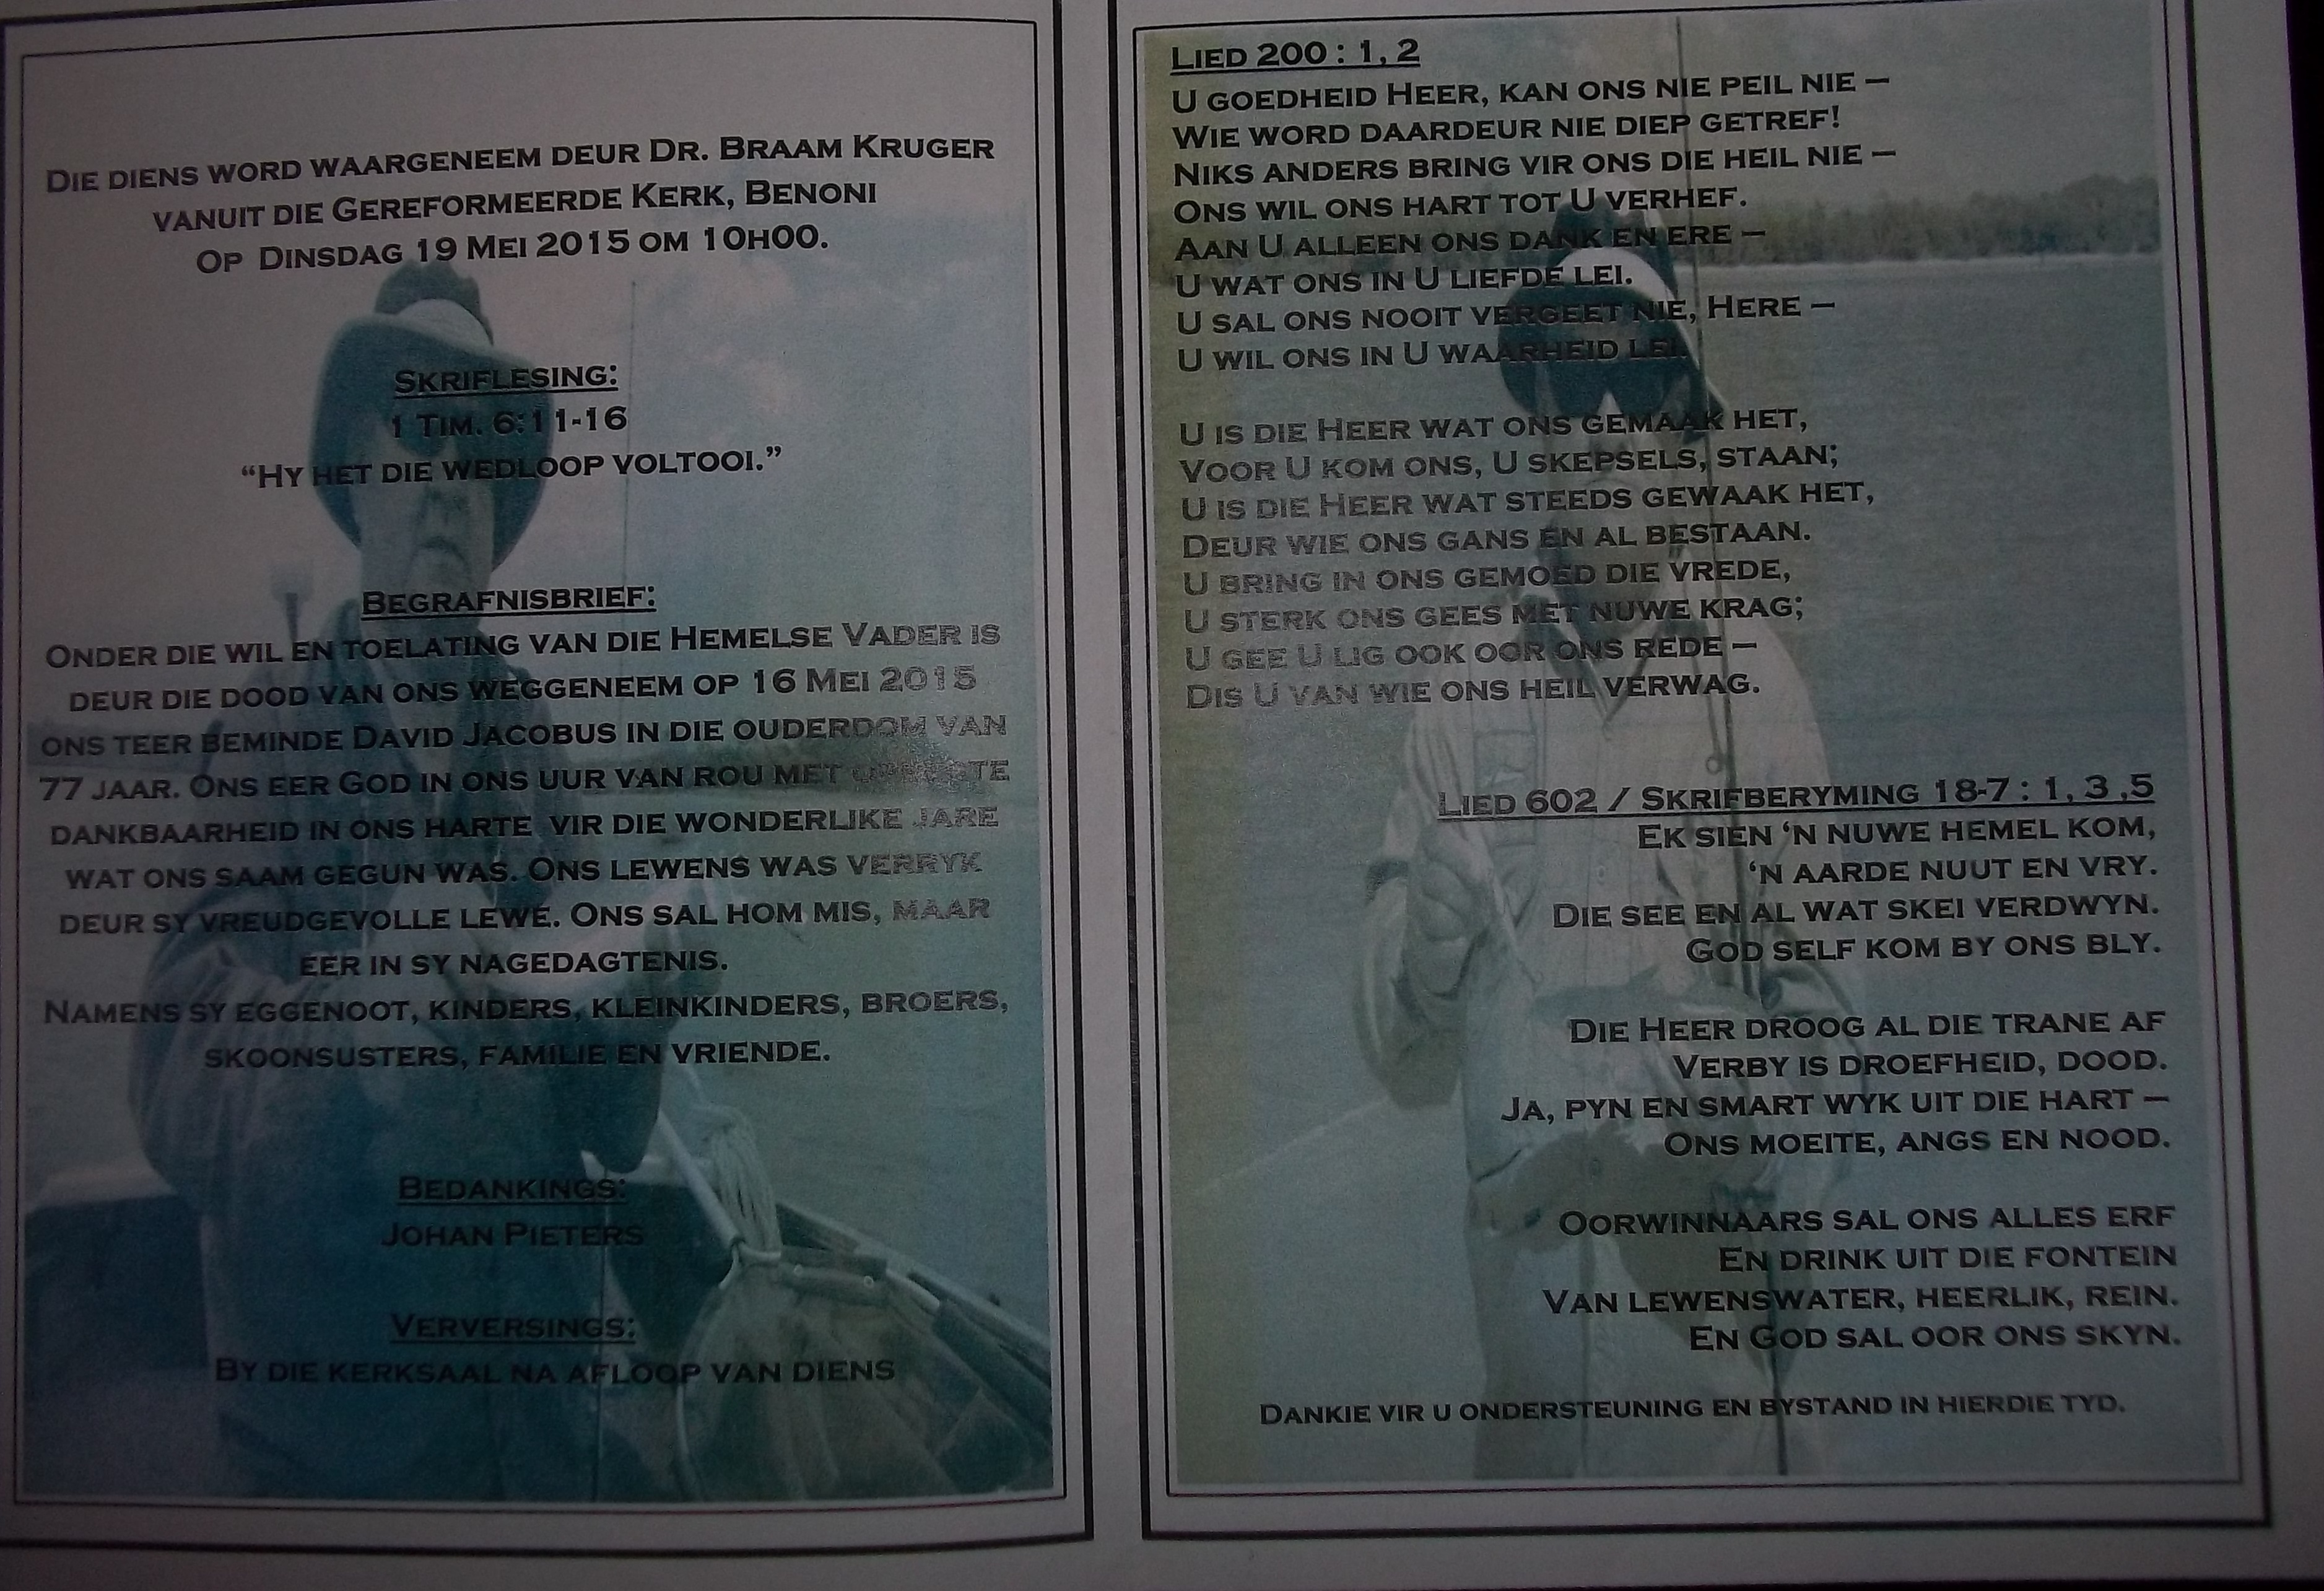 Die diens word waargeneem deur Dr. Braam Kruger
vanuit die Gereformeerde Kerk, Benoni
Op Dinsdag 19 Mei 2015 om 10h00.
Skriflesing:
1 Tim. 6:11-16
“Hy het die wedloop voltooi.”
Begrafnisbrief:
Onder die wil en toelating van die Hemelse Vader is
deur die dood van ons weggeneem op 16 Mei 2015
ons teer beminde David Jacobus in die ouderdom van
77 jaar. Ons eer God in ons uur van rou met
dankbaarheid in ons harte vir die wonderlike jare
wat ons saam gegun was. Ons lewens was verryk
deur sy vreudgevolle lewe. Ons sal hom mis, maar
eer in sy nagedagtenis.
Namens sy eggenoot, kinders, kleinkinders, broers,
skoonsusters, familie en vriende.
Bedankings:
Johan Pieters
Verversings:
By die kerksaal na afloop van diens
Lied 200 : 1, 2
U goedheid Heer, kan ons nie peil nie –
Wie word daardeur nie diep getref!
Niks anders bring vir ons die heil nie –
Ons wil ons hart tot U verhef.
Aan U alleen ons dank en ere –
U wat ons in U liefde lei.
U sal ons nooit vergeet nie, Here –
U wil ons in U waarheid lei.
U is die Heer wat ons gemaak het,
Voor U kom ons, U skepsels, staan;
U is die Heer wat steeds gewaak het,
Deur wie ons gans en al bestaan.
U bring in ons gemoed die vrede,
U sterk ons gees met nuwe krag;
U gee U lig ook oor ons rede –
Dis U van wie ons heil verwag.
Lied 602 / Skrifberyming 18-7 : 1, 3 ,5
Ek sien ‘n nuwe hemel kom,
‘n aarde nuut en vry.
Die see en al wat skei verdwyn.
God self kom by ons bly.
Die Heer droog al die trane af
Verby is droefheid, dood.
Ja, pyn en smart wyk uit die hart –
Ons moeite, angs en nood.
Oorwinnaars sal ons alles erf
En drink uit die fontein
Van lewenswater, heerlik, rein.
En God sal oor ons skyn.
Dankie vir u ondersteuning en bystand in hierdie tyd.